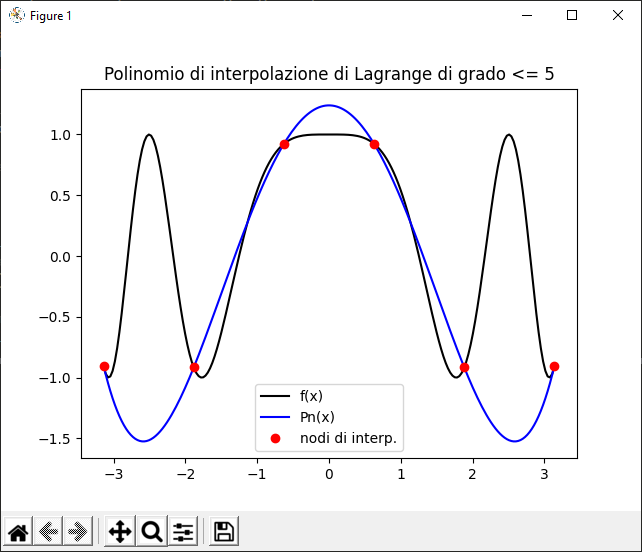 Figure 1
Polinomio di interpolazione di Lagrange di grado <= 5
1.0
0.5
0.0
−0.5
−1.0
−1.5
f(x)
Pn(x)
nodi di interp.
−3 −2 −1 0 1 2 3